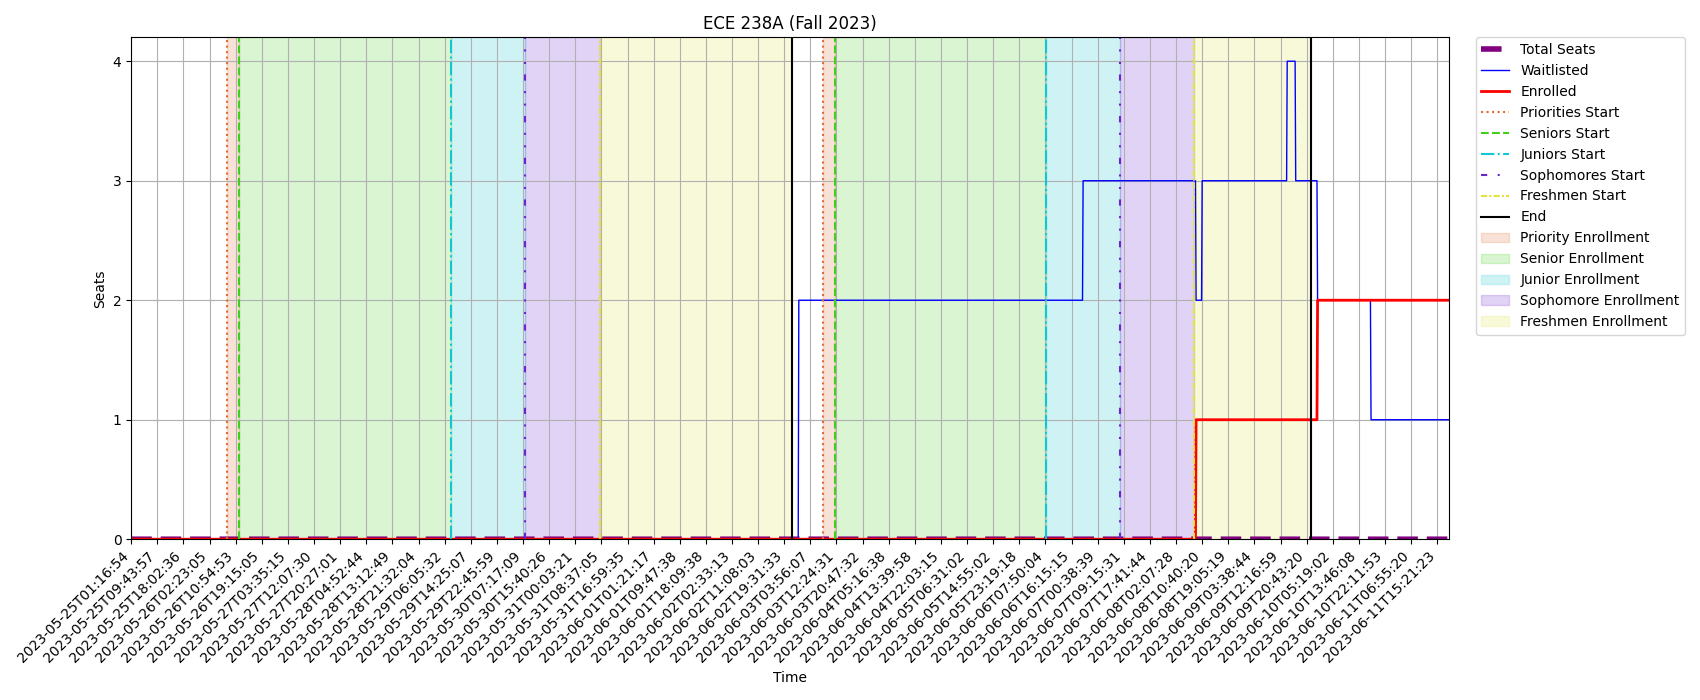 ECE 238A (Fall 2023)
Seats
4
3
2
1
0
2023-05-25T01:16:54
2023-05-25T09:43:57
2023-05-25T18:02:36
2023-05-26T02:23:05
2023-05-26T10:54:53
2023-05-26T19:15:05
2023-05-27T03:35:15
2023-05-27T12:07:30
2023-05-27T20:27:01
2023-05-28T04:52:44
2023-05-28T13:12:49
2023-05-28T21:32:04
2023-05-29T06:05:32
2023-05-29T14:25:07
2023-05-29T22:45:59
2023-05-30T07:17:09
2023-05-30T15:40:26
2023-05-31T00:03:21
2023-05-31T08:37:05
2023-05-31T16:59:35
2023-06-01T01:21:17
2023-06-01T09:47:38
2023-06-01T18:09:38
2023-06-02T02:33:13
2023-06-02T11:08:03
2023-06-02T19:31:33
2023-06-03T03:56:07
2023-06-03T12:24:31
2023-06-03T20:47:32
2023-06-04T05:16:38
2023-06-04T13:39:58
2023-06-04T22:03:15
2023-06-05T06:31:02
2023-06-05T14:55:02
2023-06-05T23:19:18
2023-06-06T07:50:04
2023-06-06T16:15:15
2023-06-07T00:38:39
2023-06-07T09:15:31
2023-06-07T17:41:44
2023-06-08T02:07:28
2023-06-08T10:40:20
2023-06-08T19:05:19
2023-06-09T03:38:44
2023-06-09T12:16:59
2023-06-09T20:43:20
2023-06-10T05:19:02
2023-06-10T13:46:08
2023-06-10T22:11:53
2023-06-11T06:55:20
2023-06-11T15:21:23
Time
Total Seats
Waitlisted
Enrolled
Priorities Start
Seniors Start
Juniors Start
Sophomores Start
Freshmen Start
End
Priority Enrollment
Senior Enrollment
Junior Enrollment
Sophomore Enrollment
Freshmen Enrollment